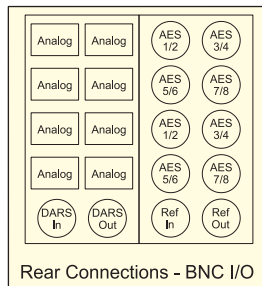 Analog Analog AES 1/2 AES 3/4
Analog Analog AES 5/6 AES 7/8
Analog Analog AES 1/2 AES 3/4
Analog Analog AES 5/6 AES 7/8
DARS In DARS Out Ref In Ref Out
Rear Connections - BNC I/O